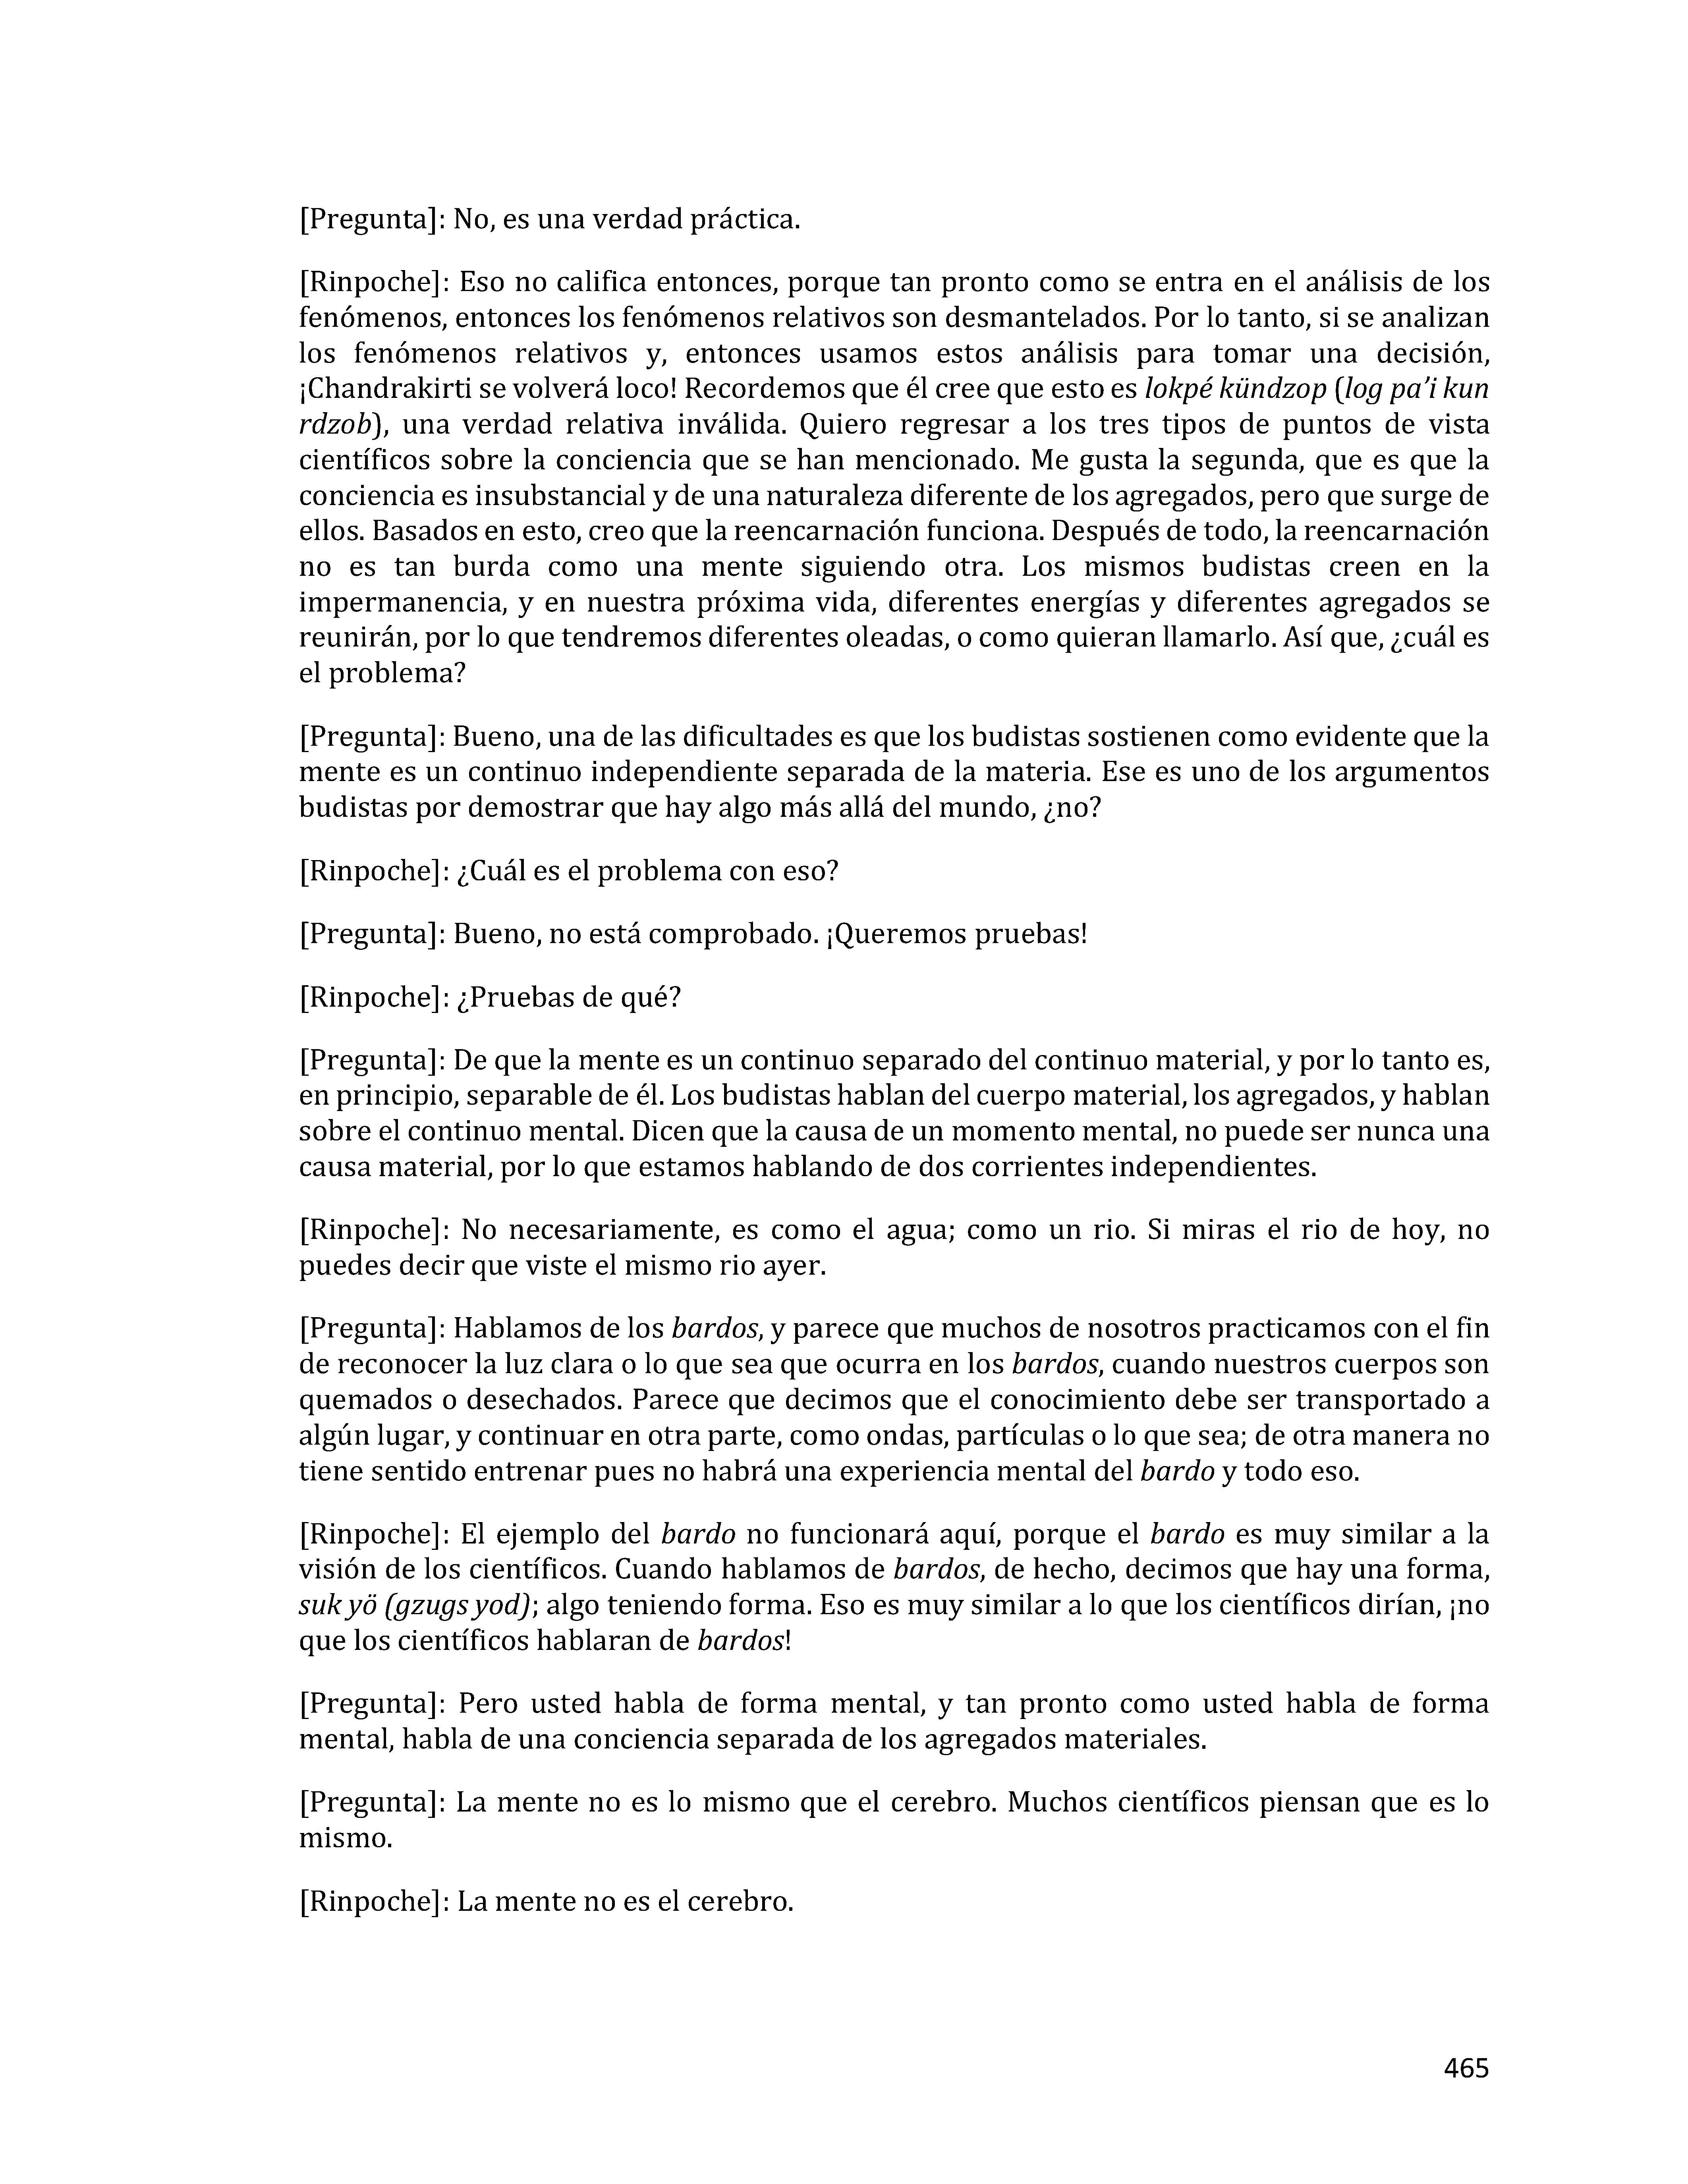 [Pregunta]: No, es una verdad práctica.
[Rinpoche]: Eso no califica entonces, porque tan pronto como se entra en el análisis de los
fenómenos, entonces los fenómenos relativos son desmantelados. Por lo tanto, si se analizan
los fenómenos relativos y, entonces usamos estos análisis para tomar una decisión,
¡Chandrakirti se volverá loco! Recordemos que él cree que esto es lokpé kündzop (log pa’i kun
rdzob), una verdad relativa inválida. Quiero regresar a los tres tipos de puntos de vista
científicos sobre la conciencia que se han mencionado. Me gusta la segunda, que es que la
conciencia es insubstancial y de una naturaleza diferente de los agregados, pero que surge de
ellos. Basados en esto, creo que la reencarnación funciona. Después de todo, la reencarnación
no es tan burda como una mente siguiendo otra. Los mismos budistas creen en la
impermanencia, y en nuestra próxima vida, diferentes energías y diferentes agregados se
reunirán, por lo que tendremos diferentes oleadas, o como quieran llamarlo. Así que, ¿cuál es
el problema?
[Pregunta]: Bueno, una de las dificultades es que los budistas sostienen como evidente que la
mente es un continuo independiente separada de la materia. Ese es uno de los argumentos
budistas por demostrar que hay algo más allá del mundo, ¿no?
[Rinpoche]: ¿Cuál es el problema con eso?
[Pregunta]: Bueno, no está comprobado. ¡Queremos pruebas!
[Rinpoche]: ¿Pruebas de qué?
[Pregunta]: De que la mente es un continuo separado del continuo material, y por lo tanto es,
en principio, separable de él. Los budistas hablan del cuerpo material, los agregados, y hablan
sobre el continuo mental. Dicen que la causa de un momento mental, no puede ser nunca una
causa material, por lo que estamos hablando de dos corrientes independientes.
[Rinpoche]: No necesariamente, es como el agua; como un rio. Si miras el rio de hoy, no
puedes decir que viste el mismo rio ayer.
[Pregunta]: Hablamos de los bardos, y parece que muchos de nosotros practicamos con el fin
de reconocer la luz clara o lo que sea que ocurra en los bardos, cuando nuestros cuerpos son
quemados o desechados. Parece que decimos que el conocimiento debe ser transportado a
algún lugar, y continuar en otra parte, como ondas, partículas o lo que sea; de otra manera no
tiene sentido entrenar pues no habrá una experiencia mental del bardo y todo eso.
[Rinpoche]: El ejemplo del bardo no funcionará aquí, porque el bardo es muy similar a la
visión de los científicos. Cuando hablamos de bardos, de hecho, decimos que hay una forma,
suk yö (gzugs yod); algo teniendo forma. Eso es muy similar a lo que los científicos dirían, ¡no
que los científicos hablaran de bardos!
[Pregunta]: Pero usted habla de forma mental, y tan pronto como usted habla de forma
mental, habla de una conciencia separada de los agregados materiales.
[Pregunta]: La mente no es lo mismo que el cerebro. Muchos científicos piensan que es lo
mismo.
[Rinpoche]: La mente no es el cerebro.
465